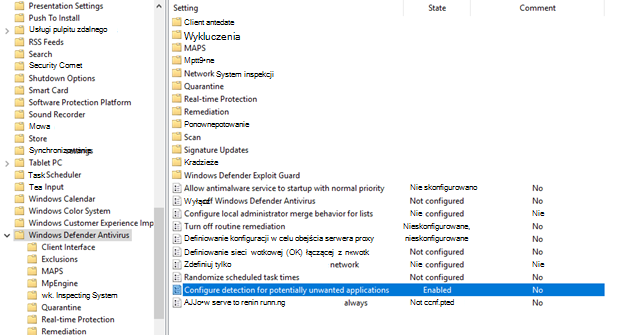 Presentation Settings
Push To Install
Usługi pulpitu zdalnego
RSS Feeds
Search
Security Comet
Shutdown Options
Smart Card
Software Protection Platform
Sound Recorder
Mowa
Store
Tablet PC
Task Scheduler
Tea Input
Windows Calendar
Windows Color System
Windows Customer Experience Imp
Windows Defender Antivirus
Client Interface
Exclusions
MAPS
MpEngine
wk. Inspecting System
Quarantine
Real-time Protection
Remediation
Setting State Comment
Client antedate
Wykluczenia
MAPS
Network System inspekcji
Quarantine
Real-time Protection
Remediation
Ponownepotowanie
Scan
Signature Updates
Kradzieże
Windows Defender Exploit Guard
Allow antimalware service to startup with normal priority Nie skonfigurowano No
Windows Defender Antivirus Not configured No
Configure local administrator merge behavior for lists Nie configured Nie
Turn off routine remediation Nieskonfigurowane, No
Definiowanie konfiguracji w celu obejścia serwera proxy nieskonfigurowane No
Definiowanie sieci wotkowej (OK) łączącej z nxwotk Not configured No
Zdefiniuj tylko network Nie configured Nie
Randomize scheduled task times Not configured No
Configure detection for potentially unwanted applications Enabled No
serve to renin runn.ng always Not ccnf.pted No